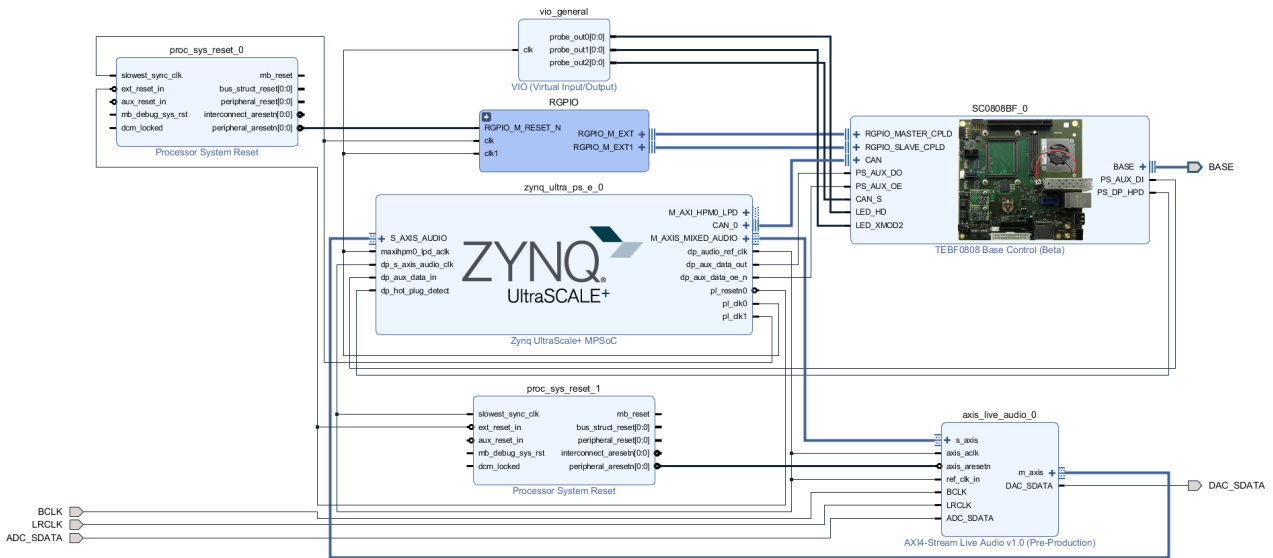 vio_general
clk
probe_out0[0:0]
probe_out1[0:0]
probe_out2[0:0]
VIO (Virtual Input/Output)
proc_sys_reset_0
slowest_sync_clk
ext_reset_in
aux_reset_in
mb_debug_sys_rst
dcm_locked
mb_reset
bus_struct_reset[0:0]
peripheral_reset[0:0]
interconnect_aresetn[0:0]
peripheral_aresetn[0:0]
Processor System Reset
RGPIO
RGPIO_M_RESET_N
clk
clk1
RGPIO_M_EXT
RGPIO_M_EXT1
SC0808BF_0
RGPIO_MASTER_CPLD
RGPIO_SLAVE_CPLD
CAN
PS_AUX_DO
PS_AUX_OE
CAN_S
LED_HD
LED_XMOD2
BASE
PS_AUX_DI
PS_DP_HPD
TEBF0808 Base Control (Beta)
BASE
zynq_ultra_ps_e_0
S_AXIS_AUDIO
maxihpm0_lpd_aclk
dp_s_axis_audio_clk
dp_aux_data_in
dp_hot_plug_detect
ZYNQ
UltraSCALE+
M_AXI_HPM0_LPD
CAN_0
M_AXIS_MIXED_AUDIO
dp_audio_ref_clk
dp_aux_data_out
dp_aux_data_oe_n
pl_resetn0
pl_clk0
pl_clk1
Zynq UltraScale+ MPSoC
proc_sys_reset_1
slowest_sync_clk
ext_reset_in
aux_reset_in
mb_debug_sys_rst
dcm_locked
mb_reset
bus_struct_reset[0:0]
peripheral_reset[0:0]
interconnect_aresetn[0:0]
peripheral_aresetn[0:0]
Processor System Reset
axis_live_audio_0
s_axis
axis_aclk
axis_aresetn
ref_clk_in
BCLK
LRCLK
ADC_SDATA
m_axis
DAC_SDATA
AXI4-Stream Live Audio v1.0 (Pre-Production)
DAC_SDATA
BCLK
LRCLK
ADC_SDATA